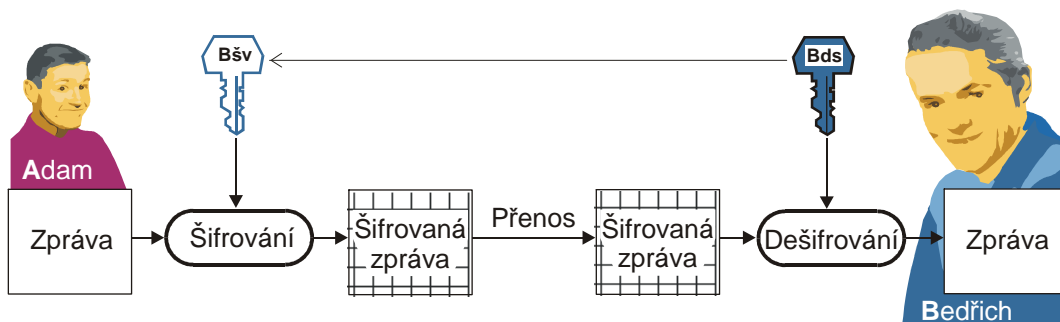 Bšv
Bds
Adam
Zpráva
Šifrování
Šifrovaná
zpráva
Přenos
Šifrovaná
zpráva
Dešifrování
Zpráva
Bedřich